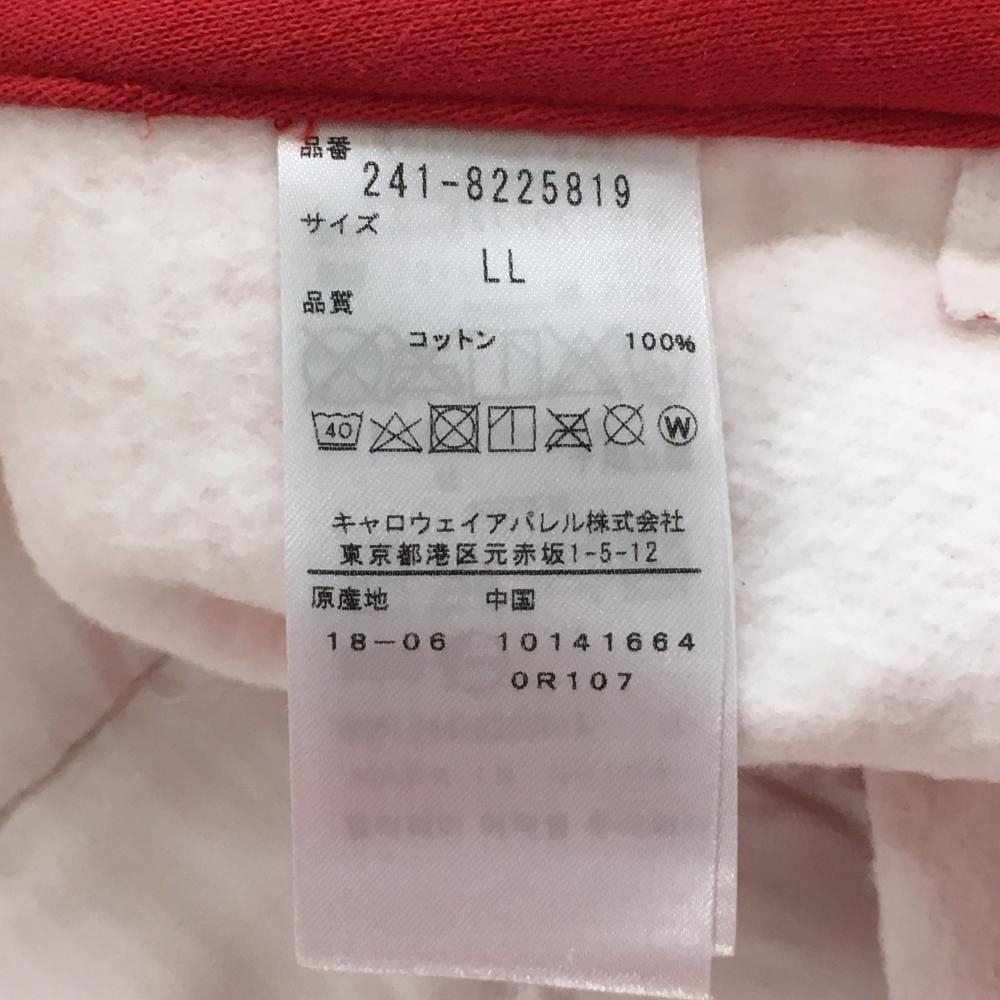 品番
241-8225819
サイズ
LL
品質
コットン 100%
40 W
キャロウェイアパレル株式会社
東京都港区元赤坂1-5-12
原産地 中国
18-06 10141664
0R107